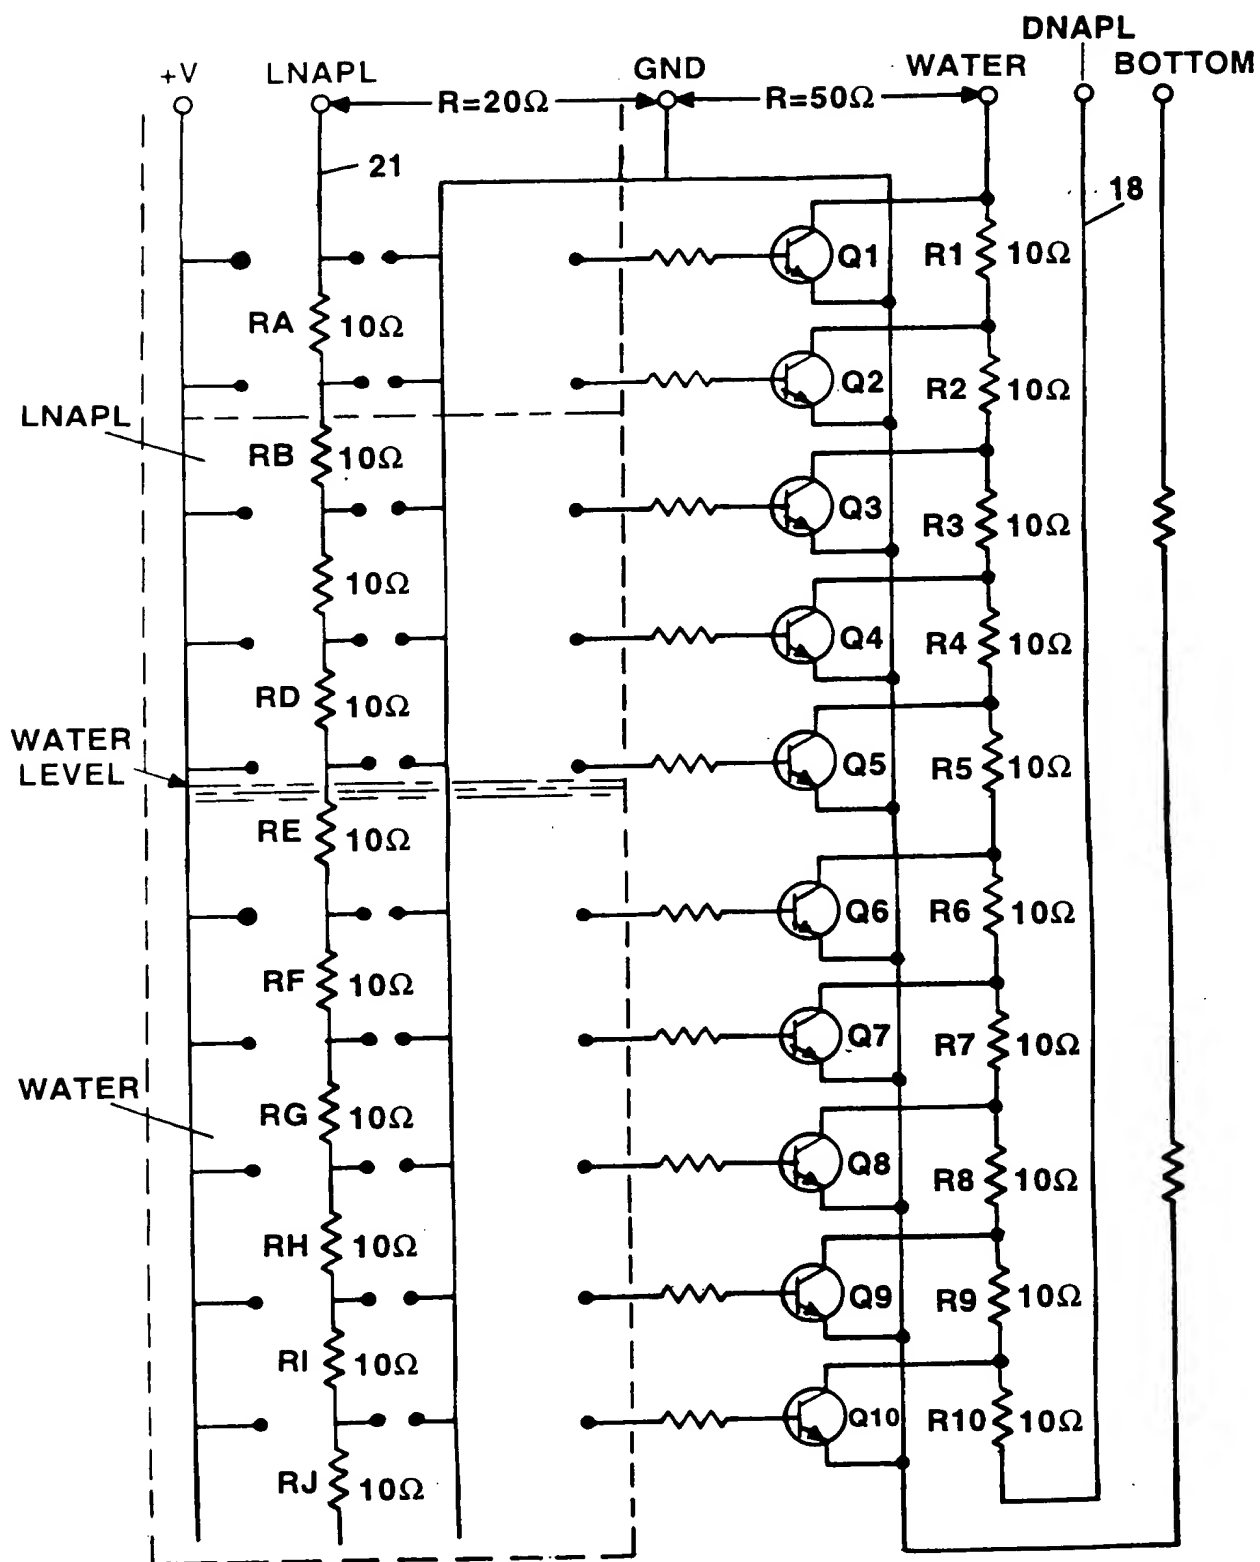 DNAPL
+V LNAPL GND WATER BOTTOM
R=20Ω R=50Ω
21
18
Q1 R1 10Ω
RA 10Ω
Q2 R2 10Ω
LNAPL
RB 10Ω
Q3 R3 10Ω
10Ω
Q4 R4 10Ω
RD 10Ω
WATER
LEVEL
Q5 R5 10Ω
RE 10Ω
Q6 R6 10Ω
RF 10Ω
Q7 R7 10Ω
WATER
RG 10Ω
Q8 R8 10Ω
RH 10Ω
Q9 R9 10Ω
RI 10Ω
Q10 R10 10Ω
RJ 10Ω